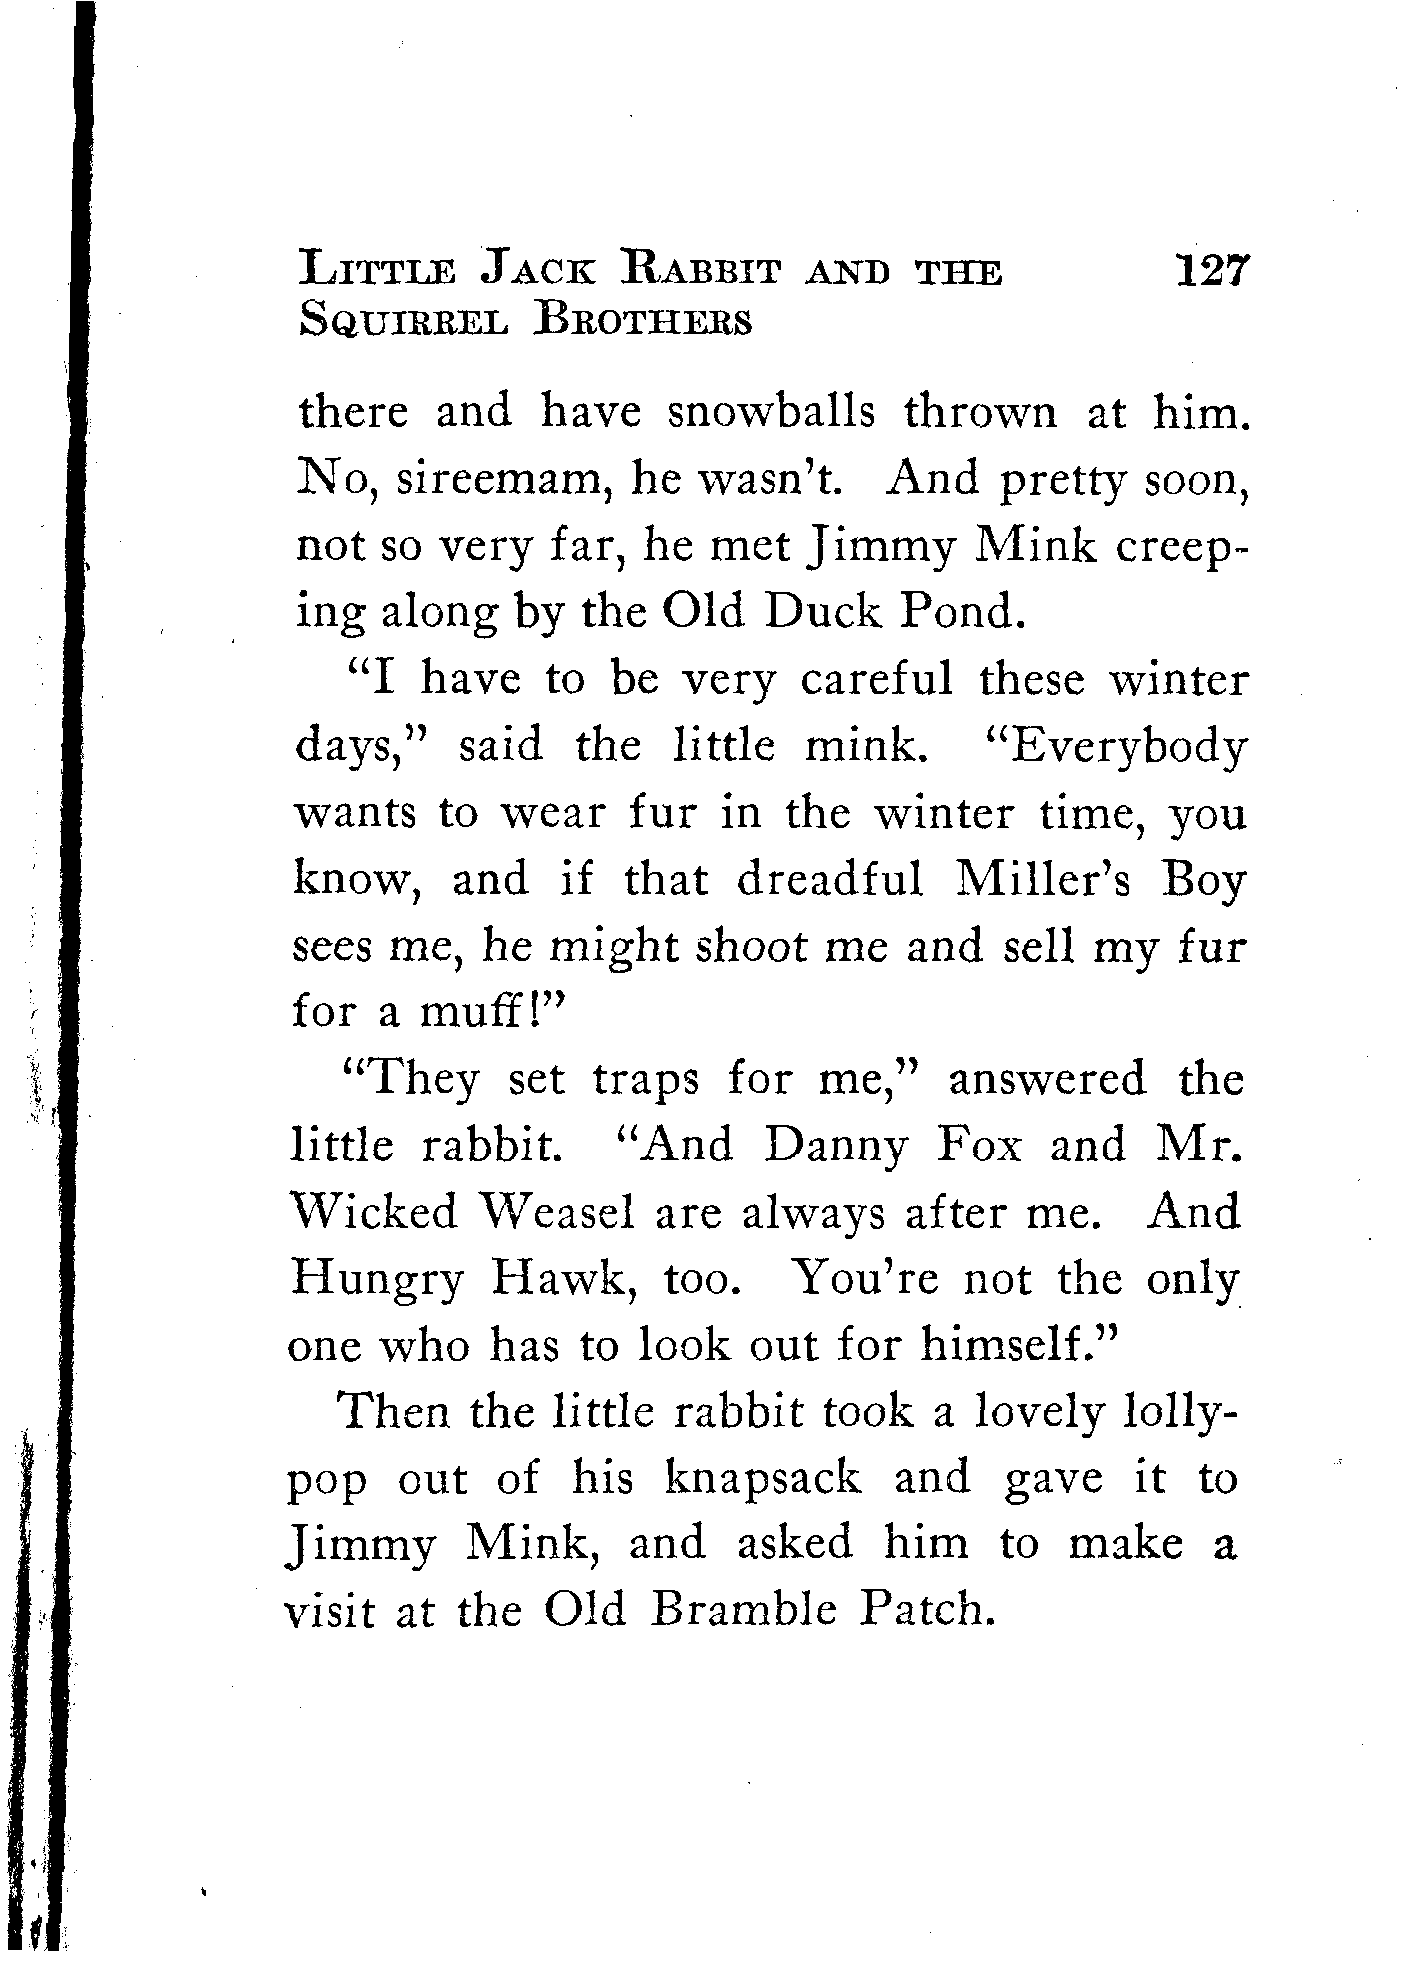 Little Jack Rabbit and the 127
Squirrel Brothers
there and have snowballs thrown at him.
No, sireemam, he wasn't. And pretty soon,
not so very far, he met Jimmy Mink creep-
ing along by the Old Duck Pond.
"I have to be very careful these winter
days," said the little mink. "Everybody
wants to wear fur in the winter time, you
know, and if that dreadful Miller's Boy
sees me, he might shoot me and sell my fur
for a muff!"
"They set traps for me," answered the
little rabbit. "And Danny Fox and Mr.
Wicked Weasel are always after me. And
Hungry Hawk, too. You're not the only
one who has to look out for himself."
Then the little rabbit took a lovely lolly-
pop out of his knapsack and gave it to
Jimmy Mink, and asked him to make a
visit at the Old Bramble Patch.